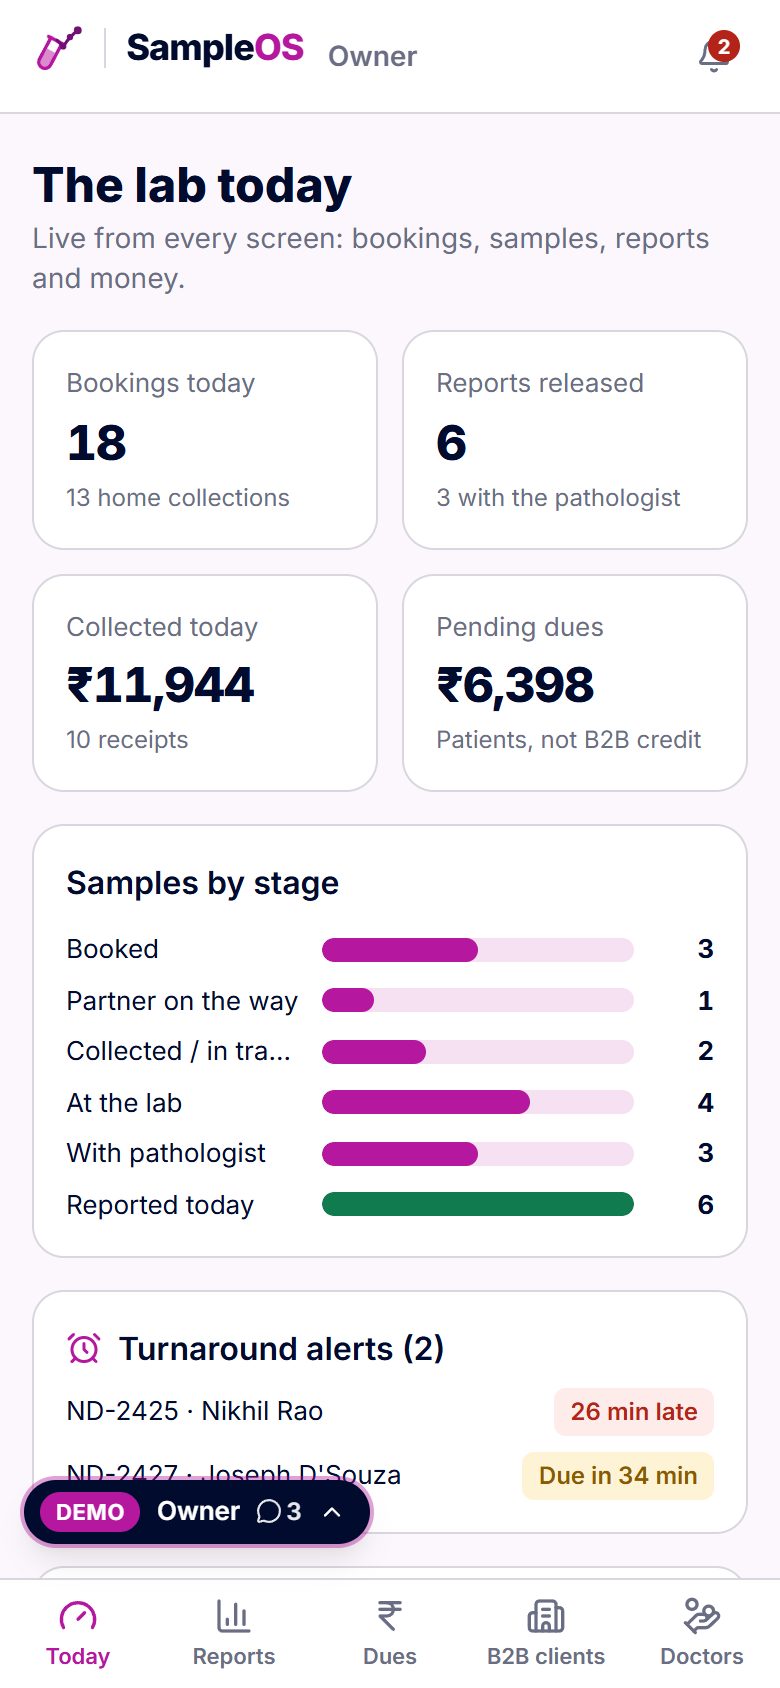 SampleOS Owner 2
The lab today
Live from every screen: bookings, samples, reports
and money.
Bookings today
18
13 home collections
Reports released
6
3 with the pathologist
Collected today
₹11,944
10 receipts
Pending dues
₹6,398
Patients, not B2B credit
Samples by stage
Booked 3
Partner on the way 1
Collected / in tra... 2
At the lab 4
With pathologist 3
Reported today 6
Turnaround alerts (2)
ND-2425 · Nikhil Rao 26 min late
ND-2427 · Joseph D'Souza Due in 34 min
DEMO Owner 3
Today Reports Dues B2B clients Doctors